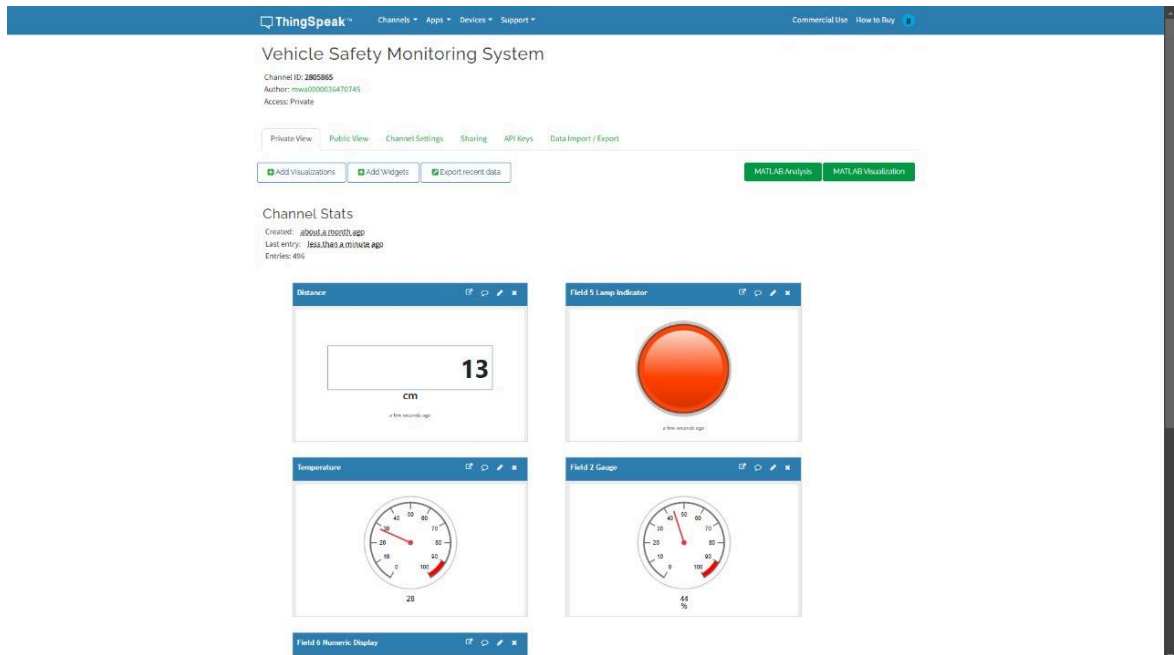 ThingSpeak™ Channels Apps Devices Support Commercial Use How to Buy
Vehicle Safety Monitoring System
Channel ID: 2805865
Author: mwa0000036470745
Access: Private
Private View Public View Channel Settings Sharing API Keys Data Import / Export
Add Visualizations Add Widgets Export recent data MATLAB Analysis MATLAB Visualization
Channel Stats
Created: about a month ago
Last entry: less than a minute ago
Entries: 496
Distance
13
cm
a few seconds ago
Field 5 Lamp Indicator
a few seconds ago
Temperature
0 10 20 30 40 50 60 70 80 90 100
28
Field 2 Gauge
0 10 20 30 40 50 60 70 80 90 100
44
%
Field 6 Numeric Display